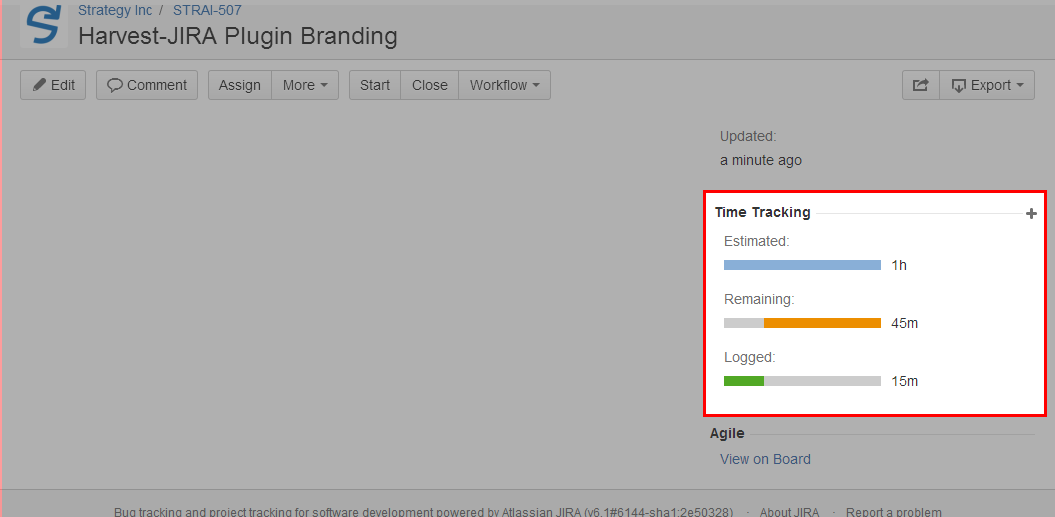 Strategy Inc / STRAI-507
Harvest-JIRA Plugin Branding
Edit Comment Assign More Start Close Workflow Export
Updated:
a minute ago
Time Tracking
Estimated:
1h
Remaining:
45m
Logged:
15m
Agile
View on Board
Bug tracking and project tracking for software development powered by Atlassian JIRA (v6.1#6144-sha1:2e50328) · About JIRA · Report a problem